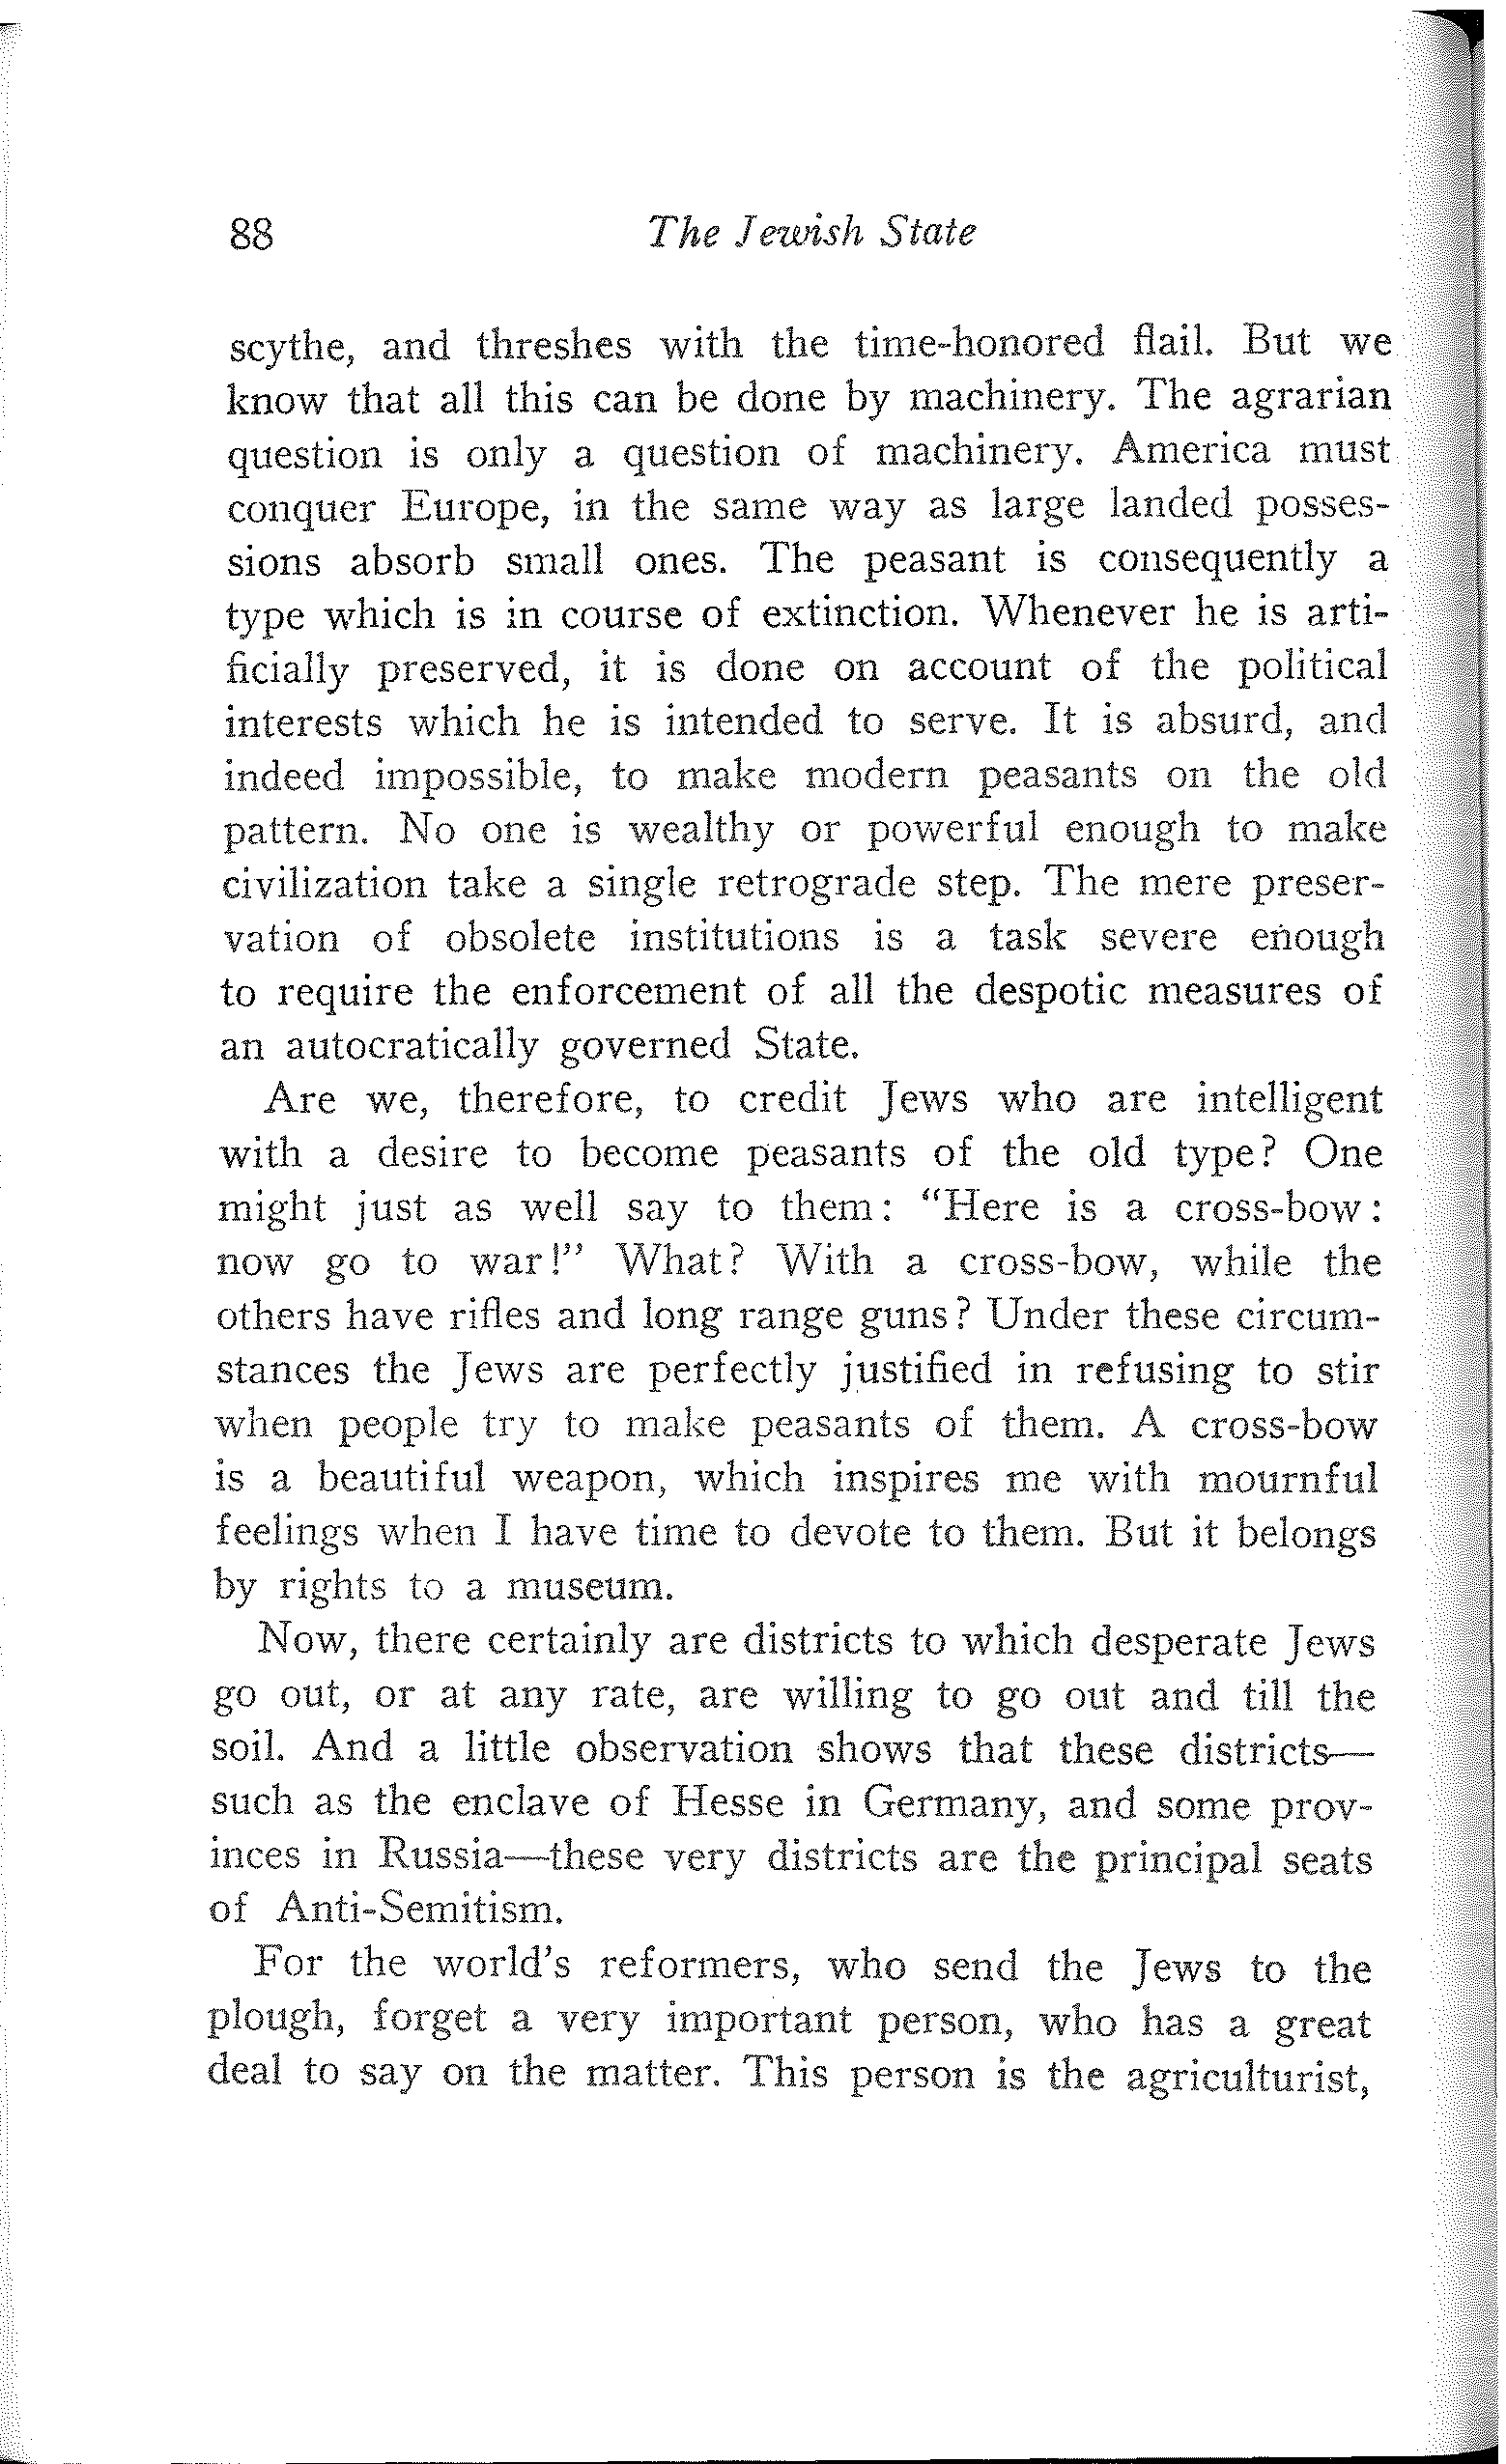 88 The Jewish State
scythe, and threshes with the time-honored flail. But we
know that all this can be done by machinery. The agrarian
question is only a question of machinery. America must
conquer Europe, in the same way as large landed posses-
sions absorb small ones. The peasant is consequently a
type which is in course of extinction. Whenever he is arti-
ficially preserved, it is done on account of the political
interests which he is intended to serve. It is absurd, and
indeed impossible, to make modern peasants on the old
pattern. No one is wealthy or powerful enough to make
civilization take a single retrograde step. The mere preser-
vation of obsolete institutions is a task severe enough
to require the enforcement of all the despotic measures of
an autocratically governed State.
Are we, therefore, to credit Jews who are intelligent
with a desire to become peasants of the old type? One
might just as well say to them: "Here is a cross-bow:
now go to war!" What? With a cross-bow, while the
others have rifles and long range guns? Under these circum-
stances the Jews are perfectly justified in refusing to stir
when people try to make peasants of them. A cross-bow
is a beautiful weapon, which inspires me with mournful
feelings when I have time to devote to them. But it belongs
by rights to a museum.
Now, there certainly are districts to which desperate Jews
go out, or at any rate, are willing to go out and till the
soil. And a little observation shows that these districts—
such as the enclave of Hesse in Germany, and some prov-
inces in Russia—these very districts are the principal seats
of Anti-Semitism.
For the world's reformers, who send the Jews to the
plough, forget a very important person, who has a great
deal to say on the matter. This person is the agriculturist,